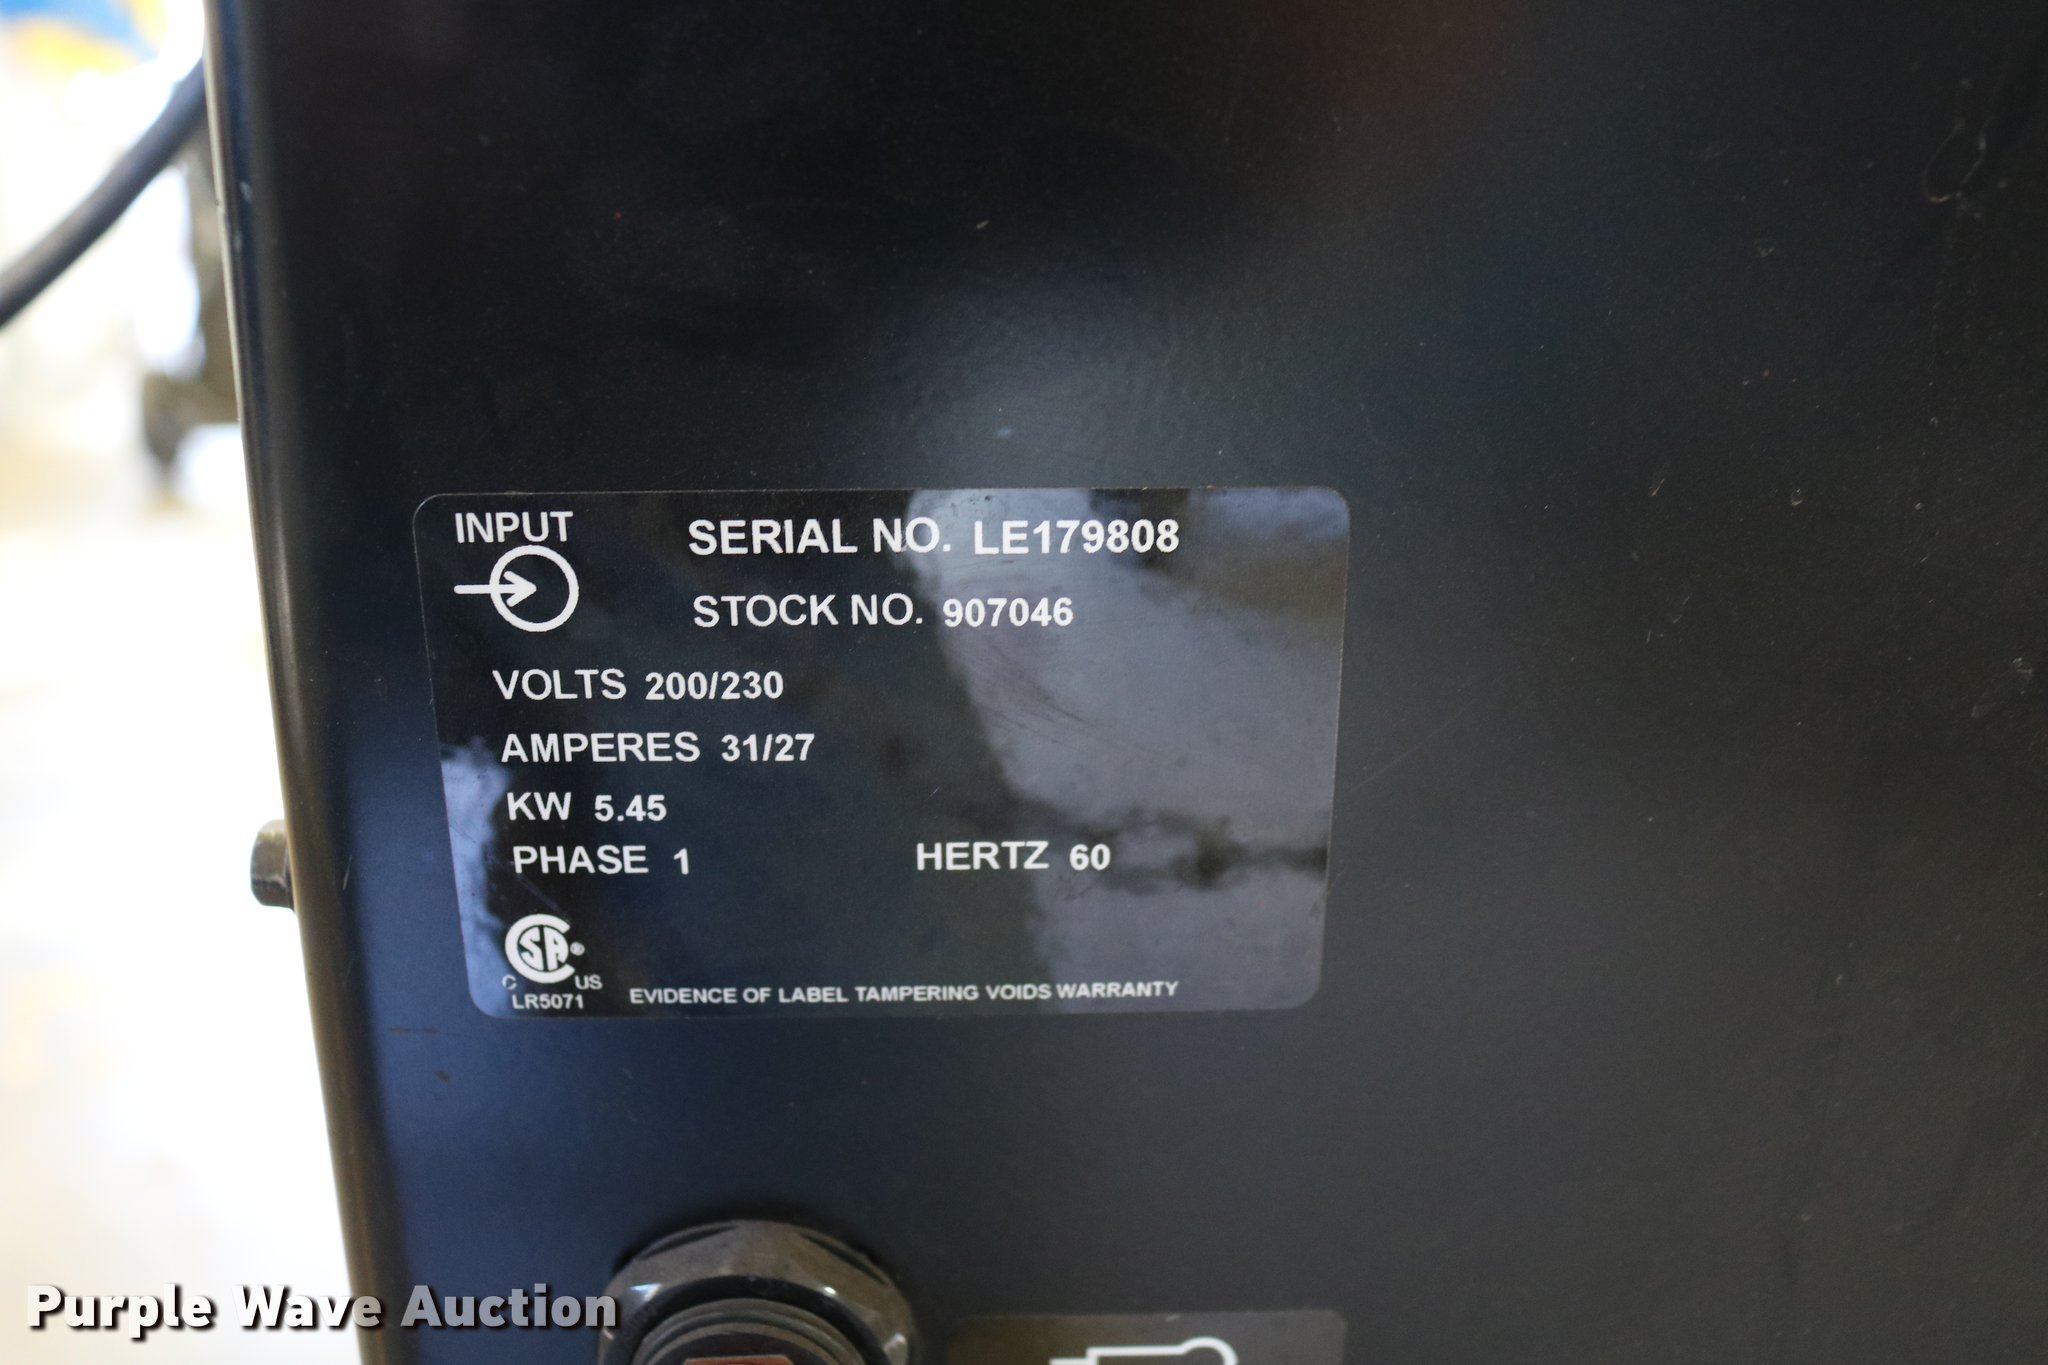 INPUT
SERIAL NO. LE179808
STOCK NO. 907046
VOLTS 200/230
AMPERES 31/27
KW 5.45
PHASE 1 HERTZ 60
CSA®
C US
LR5071
EVIDENCE OF LABEL TAMPERING VOIDS WARRANTY
Purple Wave Auction